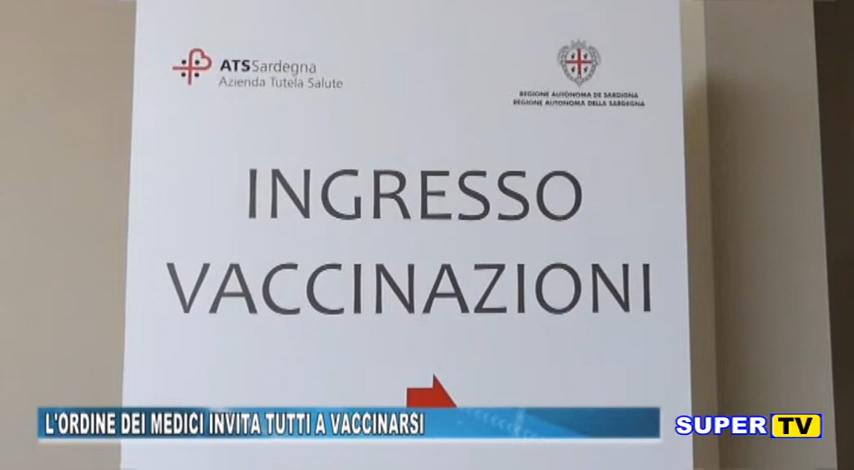 ATSSardegna
Azienda Tutela Salute
REGIONE AUTÒNOMA DE SARDIGNA
REGIONE AUTONOMA DELLA SARDEGNA
INGRESSO
VACCINAZIONI
L'ORDINE DEI MEDICI INVITA TUTTI A VACCINARSI
SUPER TV